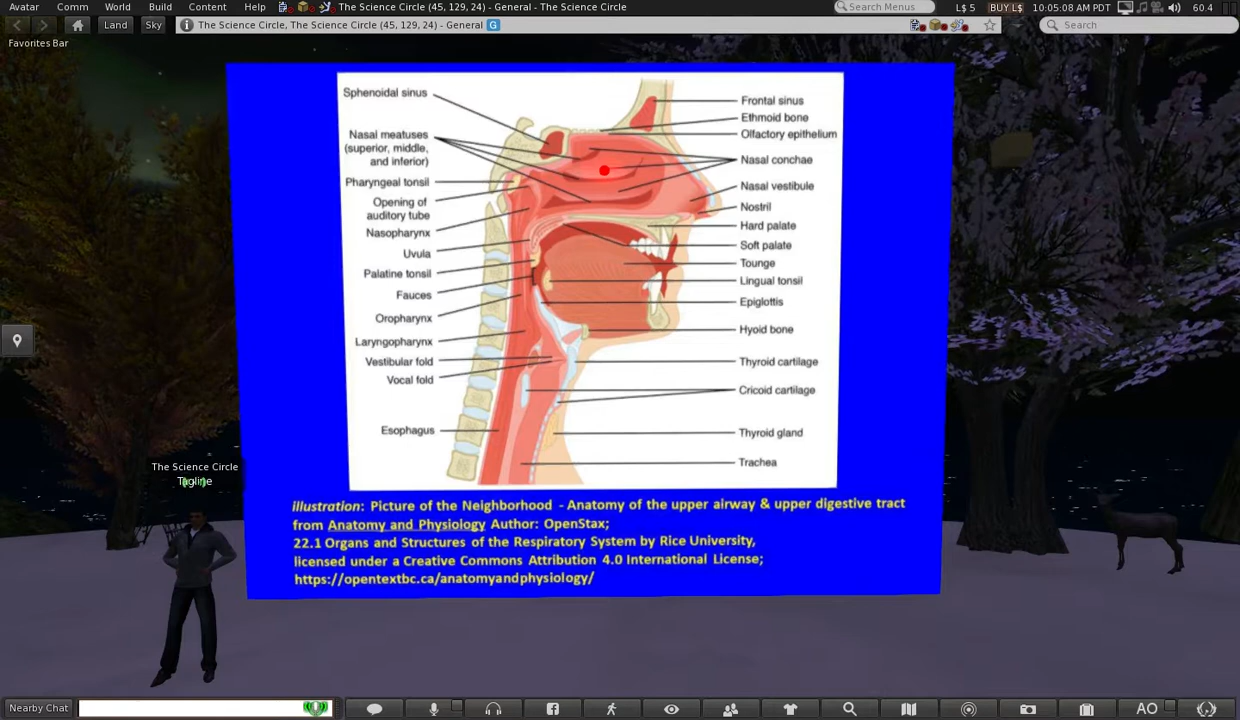 Avatar Comm World Build Content Help The Science Circle, The Science Circle (45, 129, 24) - General - The Science Circle Search Menus L$ 5 BUY L$ 10:05:08 AM PDT 60.4
Land Sky The Science Circle, The Science Circle (45, 129, 24) - General G Search
Favorites Bar
Sphenoidal sinus
Nasal meatuses
(superior, middle,
and inferior)
Pharyngeal tonsil
Opening of
auditory tube
Nasopharynx
Uvula
Palatine tonsil
Fauces
Oropharynx
Laryngopharynx
Vestibular fold
Vocal fold
Esophagus
Frontal sinus
Ethmoid bone
Olfactory epithelium
Nasal conchae
Nasal vestibule
Nostril
Hard palate
Soft palate
Tounge
Lingual tonsil
Epiglottis
Hyoid bone
Thyroid cartilage
Cricoid cartilage
Thyroid gland
Trachea
The Science Circle
Tagline
illustration: Picture of the Neighborhood - Anatomy of the upper airway & upper digestive tract
from Anatomy and Physiology Author: OpenStax;
22.1 Organs and Structures of the Respiratory System by Rice University,
licensed under a Creative Commons Attribution 4.0 International License;
https://opentextbc.ca/anatomyandphysiology/
Nearby Chat AO